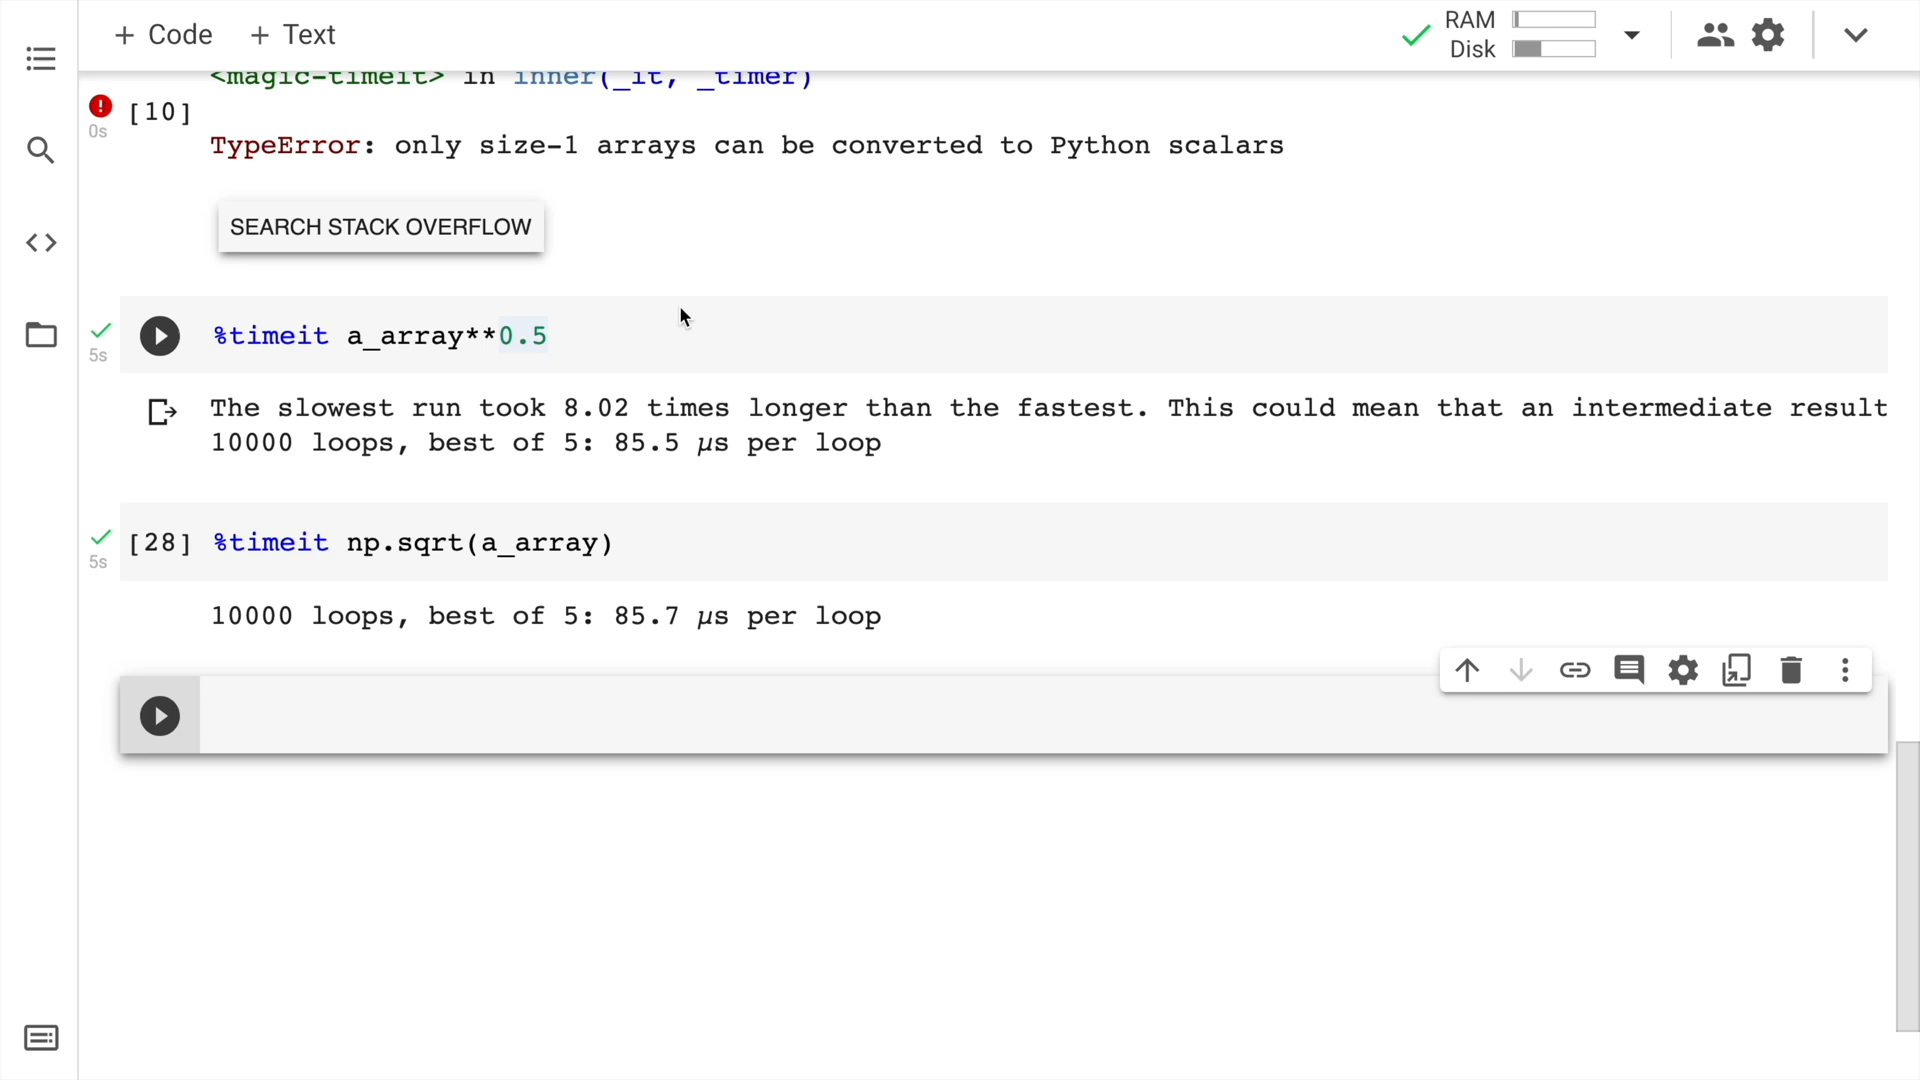 + Code + Text
RAM
Disk
<magic-timeit> in inner(_it, _timer)
[10]
0s
TypeError: only size-1 arrays can be converted to Python scalars
SEARCH STACK OVERFLOW
%timeit a_array**0.5
5s
The slowest run took 8.02 times longer than the fastest. This could mean that an intermediate result
10000 loops, best of 5: 85.5 µs per loop
[28] %timeit np.sqrt(a_array)
5s
10000 loops, best of 5: 85.7 µs per loop